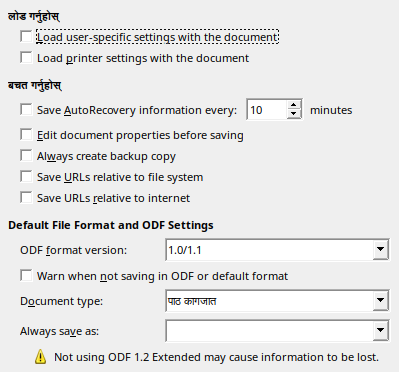 लोड गर्नुहोस्
Load user-specific settings with the document
Load printer settings with the document
बचत गर्नुहोस्
Save AutoRecovery information every: 10 minutes
Edit document properties before saving
Always create backup copy
Save URLs relative to file system
Save URLs relative to internet
Default File Format and ODF Settings
ODF format version: 1.0/1.1
Warn when not saving in ODF or default format
Document type: पाठ कागजात
Always save as:
Not using ODF 1.2 Extended may cause information to be lost.